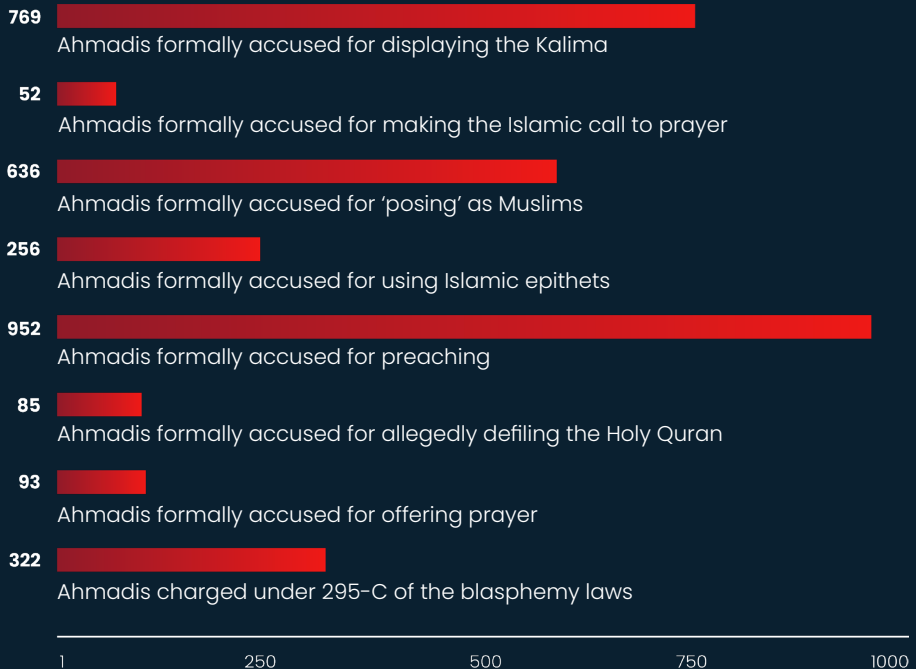 769
Ahmadis formally accused for displaying the Kalima
52
Ahmadis formally accused for making the Islamic call to prayer
636
Ahmadis formally accused for ‘posing’ as Muslims
256
Ahmadis formally accused for using Islamic epithets
952
Ahmadis formally accused for preaching
85
Ahmadis formally accused for allegedly defiling the Holy Quran
93
Ahmadis formally accused for offering prayer
322
Ahmadis charged under 295-C of the blasphemy laws
1 250 500 750 1000